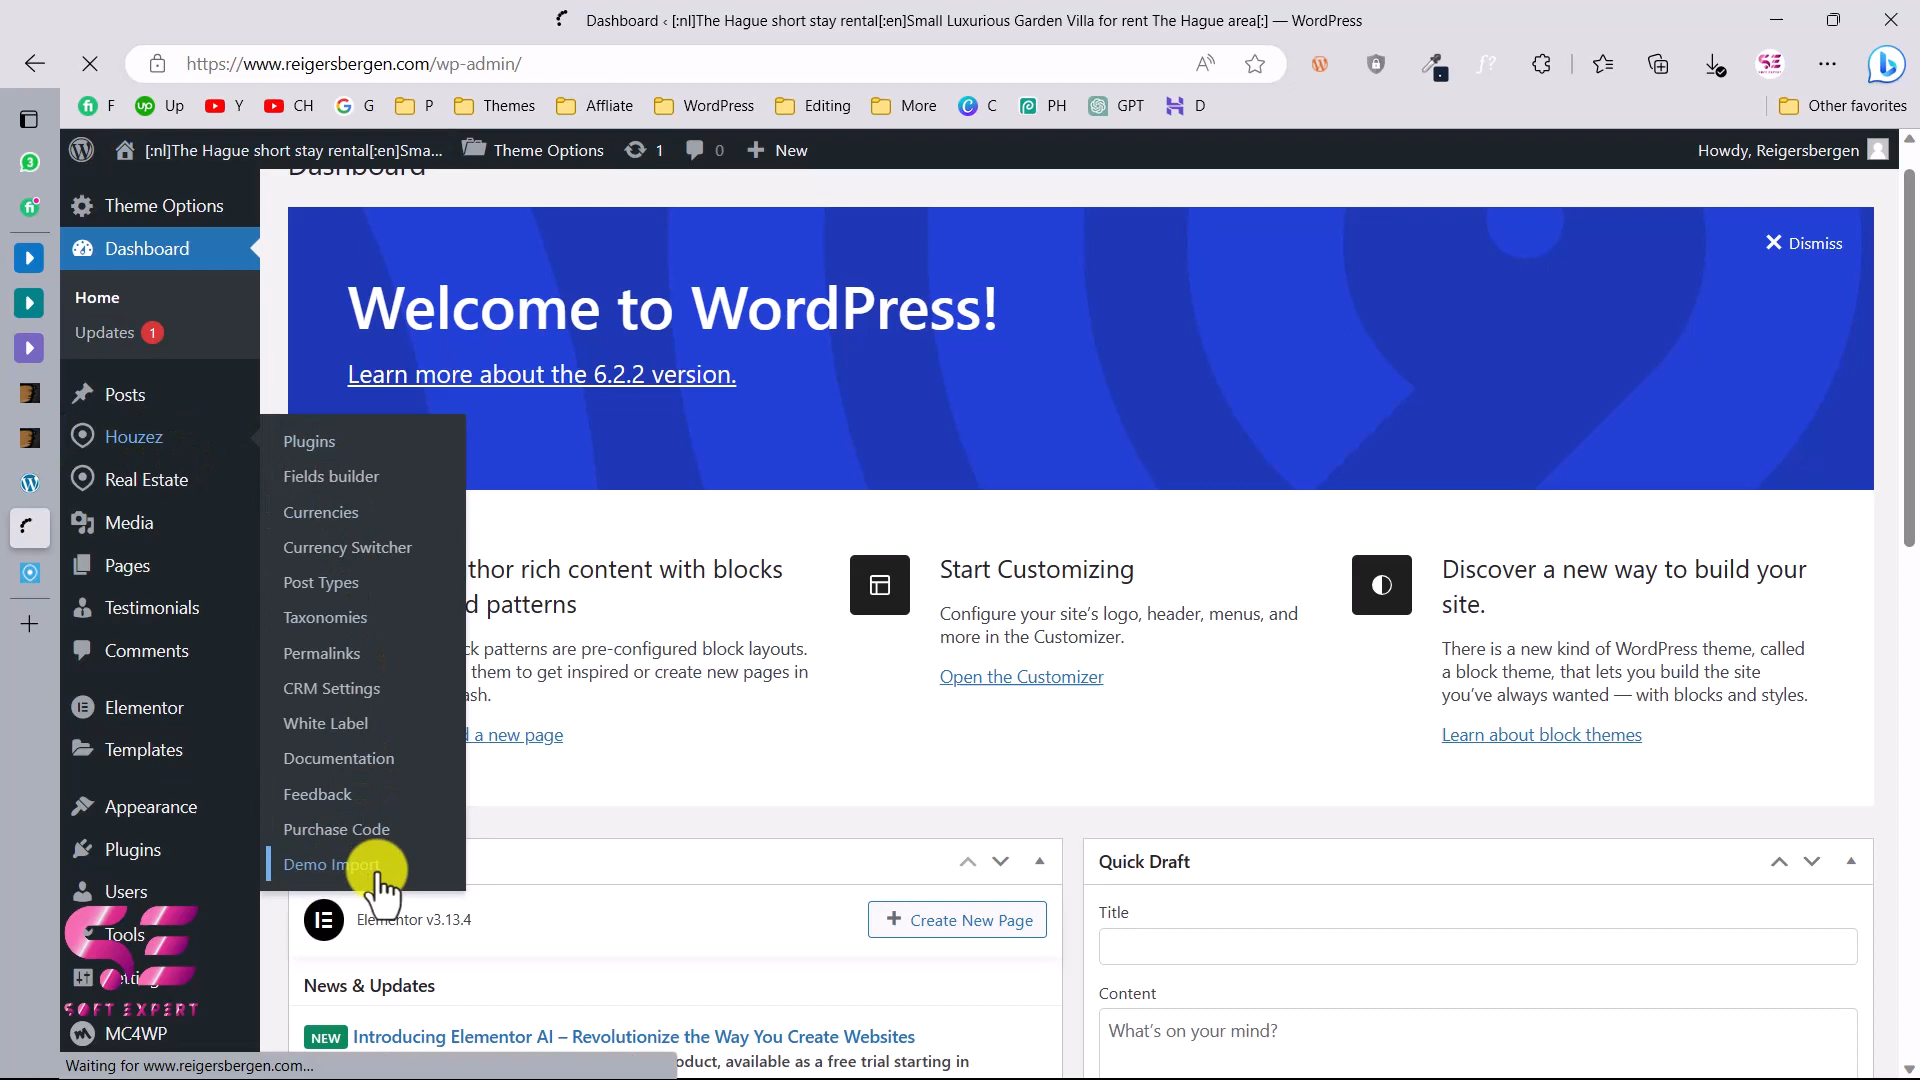 Dashboard ‹ [:nl]The Hague short stay rental[:en]Small Luxurious Garden Villa for rent The Hague area[:] — WordPress
https://www.reigersbergen.com/wp-admin/
F Up Y CH G P Themes Affliate WordPress Editing More C PH GPT D Other favorites
[:nl]The Hague short stay rental[:en]Sma... Theme Options 1 0 New Howdy, Reigersbergen
Dashboard
Theme Options
Dashboard
Home
Updates 1
Posts
Houzez
Real Estate
Media
Pages
Testimonials
Comments
Elementor
Templates
Appearance
Plugins
Users
Tools
MC4WP
SOFT EXPERT
Plugins
Fields builder
Currencies
Currency Switcher
Post Types
Taxonomies
Permalinks
CRM Settings
White Label
Documentation
Feedback
Purchase Code
Demo Import
Dismiss
Welcome to WordPress!
Learn more about the 6.2.2 version.
thor rich content with blocks
d patterns
ck patterns are pre-configured block layouts.
them to get inspired or create new pages in
ash.
d a new page
Start Customizing
Configure your site's logo, header, menus, and
more in the Customizer.
Open the Customizer
Discover a new way to build your
site.
There is a new kind of WordPress theme, called
a block theme, that lets you build the site
you've always wanted — with blocks and styles.
Learn about block themes
Elementor v3.13.4
Create New Page
News & Updates
NEW Introducing Elementor AI – Revolutionize the Way You Create Websites
oduct, available as a free trial starting in
Quick Draft
Title
Content
What's on your mind?
Waiting for www.reigersbergen.com...